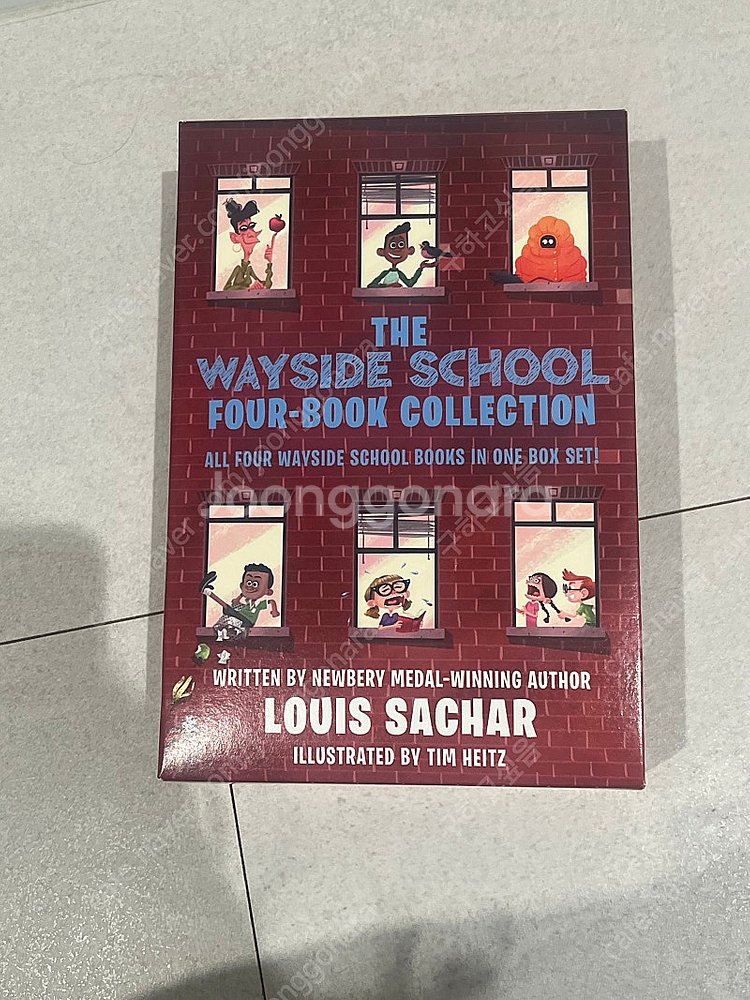 THE
WAYSIDE SCHOOL
FOUR-BOOK COLLECTION
ALL FOUR WAYSIDE SCHOOL BOOKS IN ONE BOX SET!
Joonggonara
WRITTEN BY NEWBERY MEDAL-WINNING AUTHOR
LOUIS SACHAR
ILLUSTRATED BY TIM HEITZ